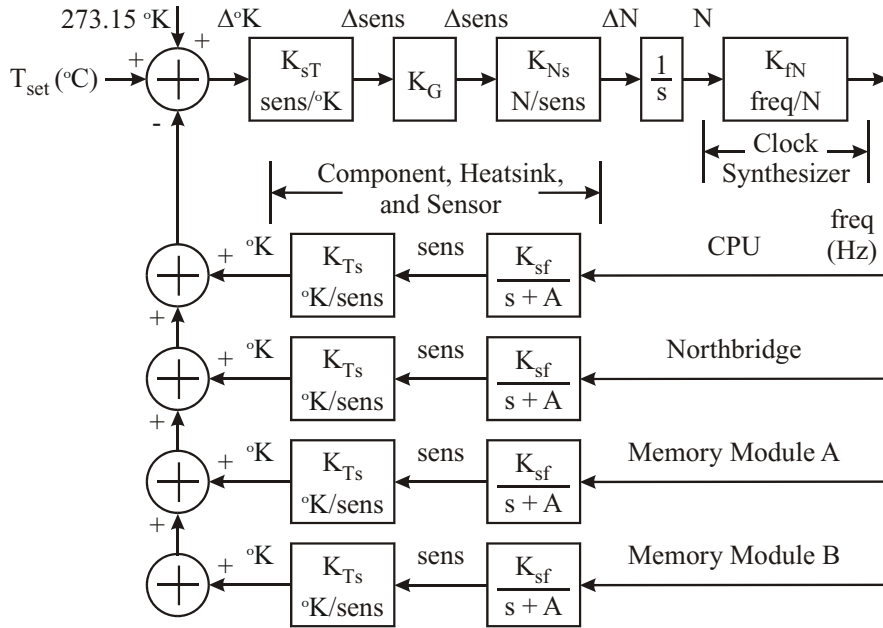 273.15 °K
Δ°K
Δsens
Δsens
ΔN
N
T_set (°C)
+
+
+
-
K_sT
sens/°K
K_G
K_Ns
N/sens
1
s
K_fN
freq/N
Clock
Synthesizer
Component, Heatsink,
and Sensor
freq
(Hz)
+
°K
K_Ts
°K/sens
sens
K_sf
s + A
CPU
+
+
°K
K_Ts
°K/sens
sens
K_sf
s + A
Northbridge
+
+
°K
K_Ts
°K/sens
sens
K_sf
s + A
Memory Module A
+
+
°K
K_Ts
°K/sens
sens
K_sf
s + A
Memory Module B